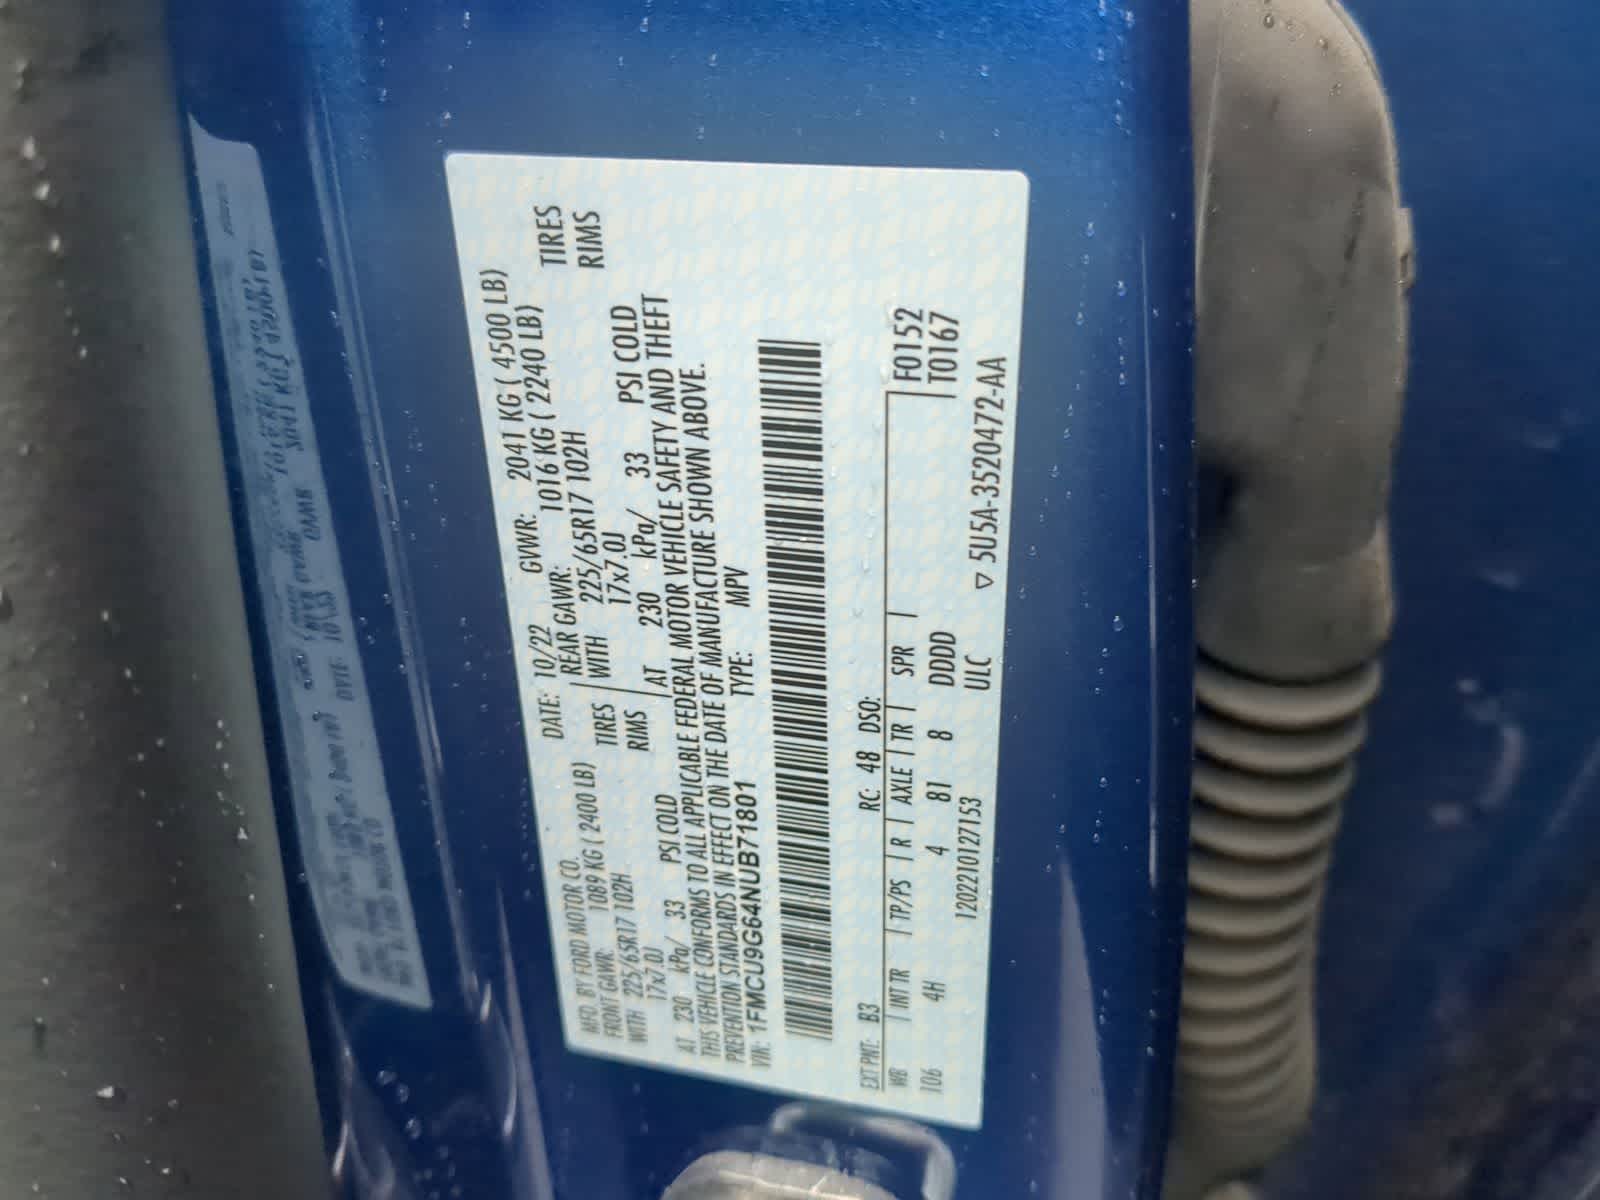 MFD. BY FORD MOTOR CO. DATE: 10/22 GVWR: 2041 KG ( 4500 LB)
FRONT GAWR: 1089 KG ( 2400 LB) REAR GAWR: 1016 KG ( 2240 LB)
WITH 225/65R17 102H TIRES WITH 225/65R17 102H TIRES
17x7.0J RIMS 17x7.0J RIMS
AT 230 kPa/ 33 PSI COLD AT 230 kPa/ 33 PSI COLD
THIS VEHICLE CONFORMS TO ALL APPLICABLE FEDERAL MOTOR VEHICLE SAFETY AND THEFT
PREVENTION STANDARDS IN EFFECT ON THE DATE OF MANUFACTURE SHOWN ABOVE.
VIN: 1FMCU9G64NUB71801 TYPE: MPV
EXT PNT: B3 RC: 48 DSO: F0152
WB | INT TR | TP/PS | R | AXLE | TR | SPR | T0167
106 4H 4 81 8 DDDD
120221027153 ULC ▽ 5U5A-3520472-AA